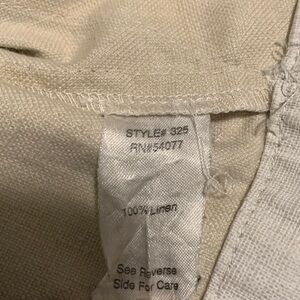 STYLE# 325
RN#54077
100% Linen
See Reverse
Side For Care